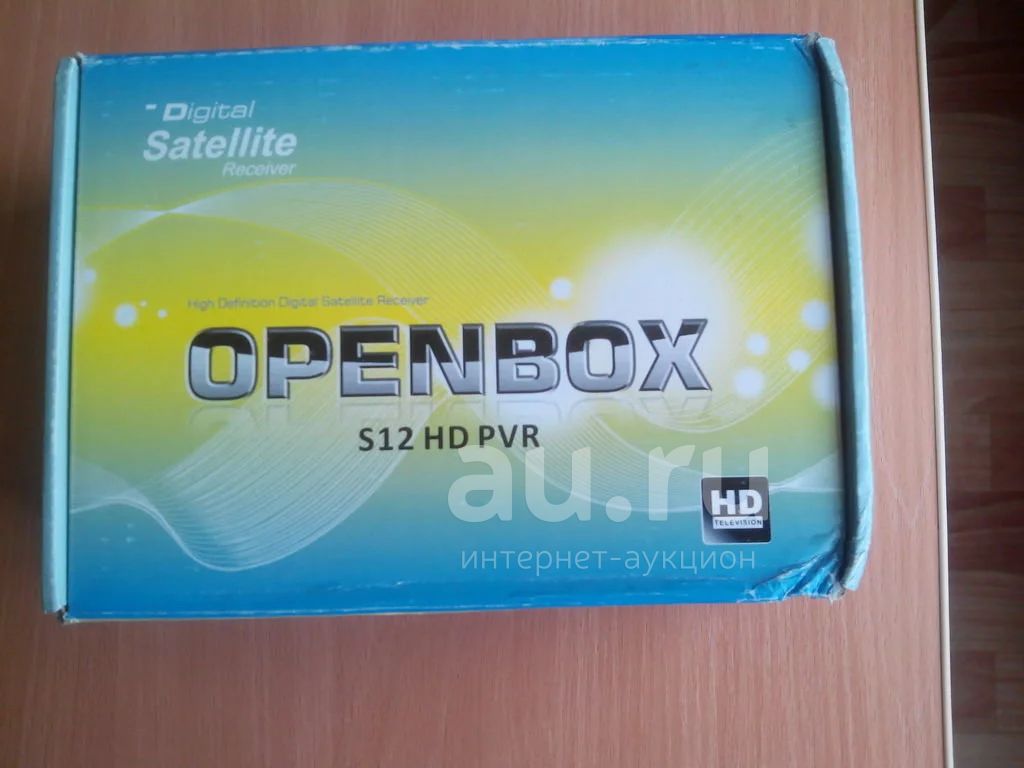 Digital
Satellite
Receiver
High Definition Digital Satellite Receiver
OPENBOX
S12 HD PVR
au.ru
интернет-аукцион
HD
TELEVISION